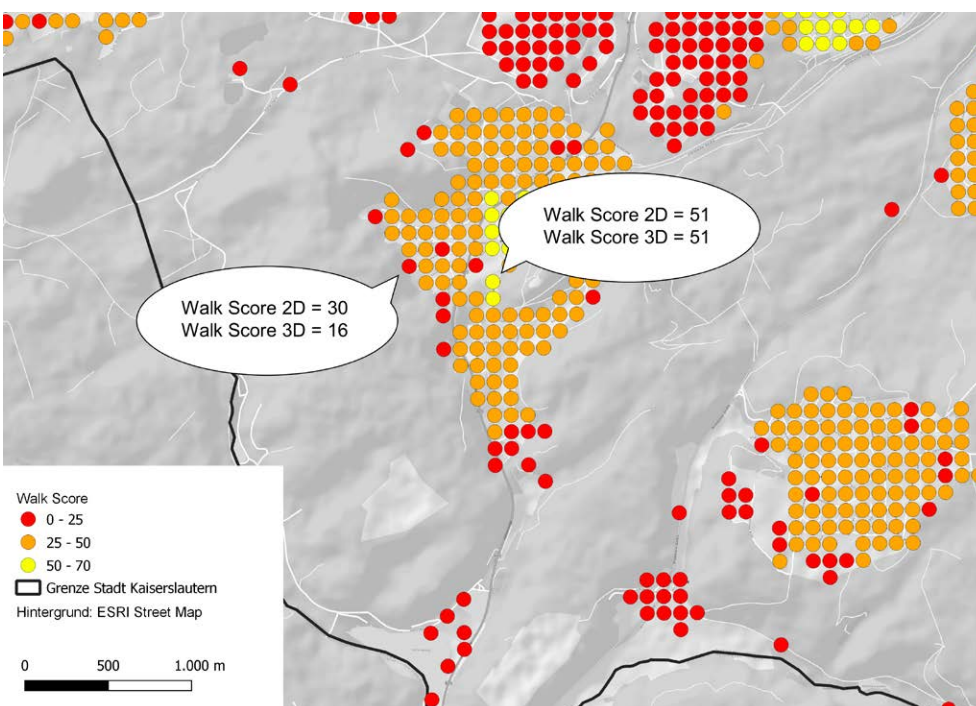 Walk Score 2D = 51
Walk Score 3D = 51
Walk Score 2D = 30
Walk Score 3D = 16
Walk Score
0 - 25
25 - 50
50 - 70
Grenze Stadt Kaiserslautern
Hintergrund: ESRI Street Map
0 500 1.000 m